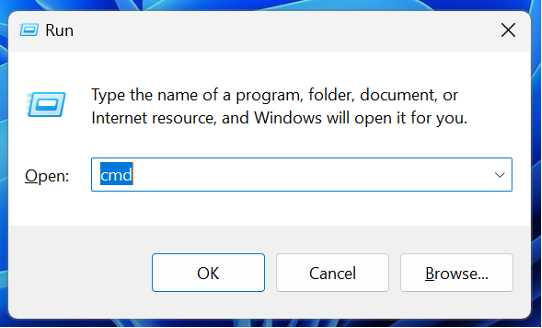 Run
Type the name of a program, folder, document, or
Internet resource, and Windows will open it for you.
Open: cmd
OK Cancel Browse...